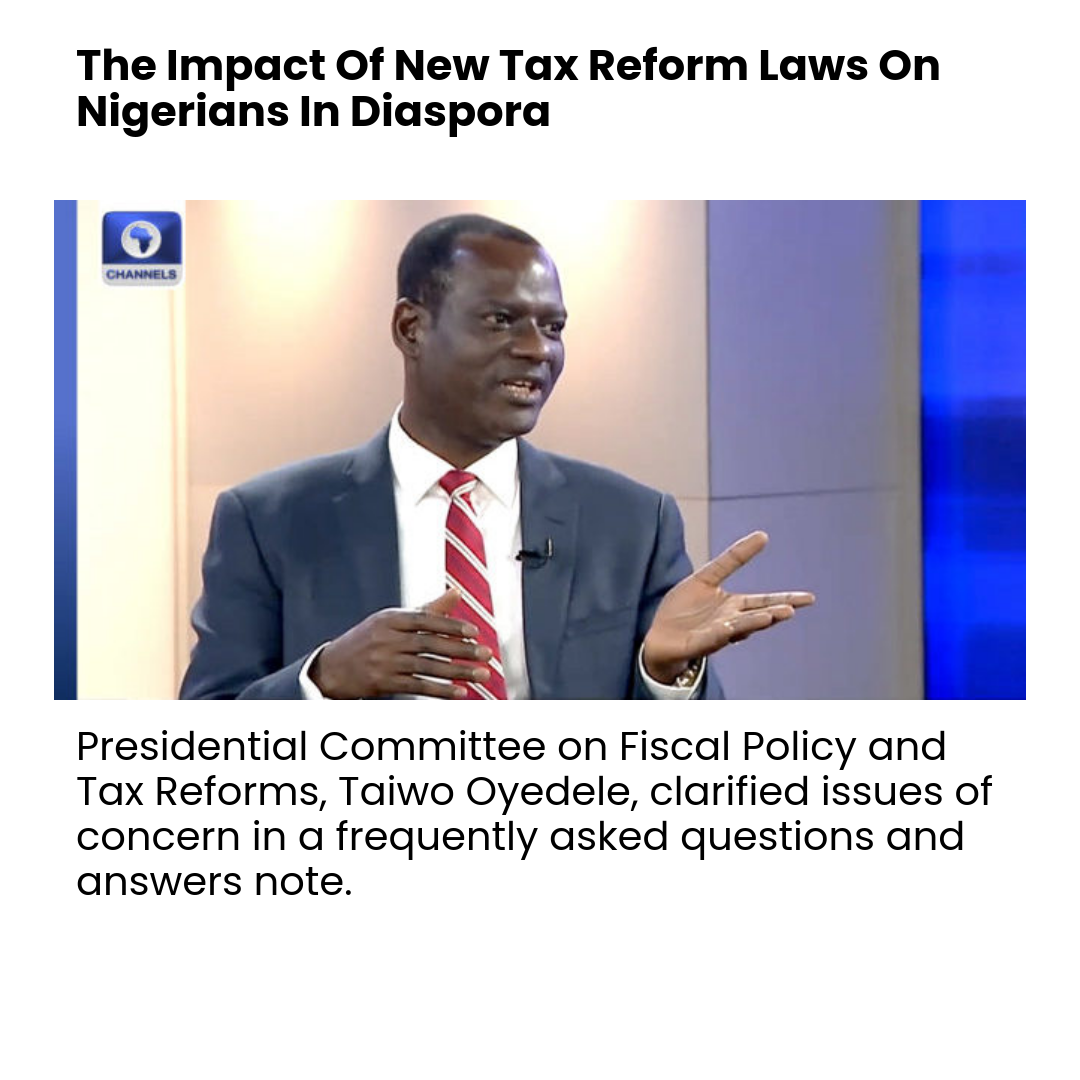 The Impact Of New Tax Reform Laws On
Nigerians In Diaspora
CHANNELS
Presidential Committee on Fiscal Policy and
Tax Reforms, Taiwo Oyedele, clarified issues of
concern in a frequently asked questions and
answers note.